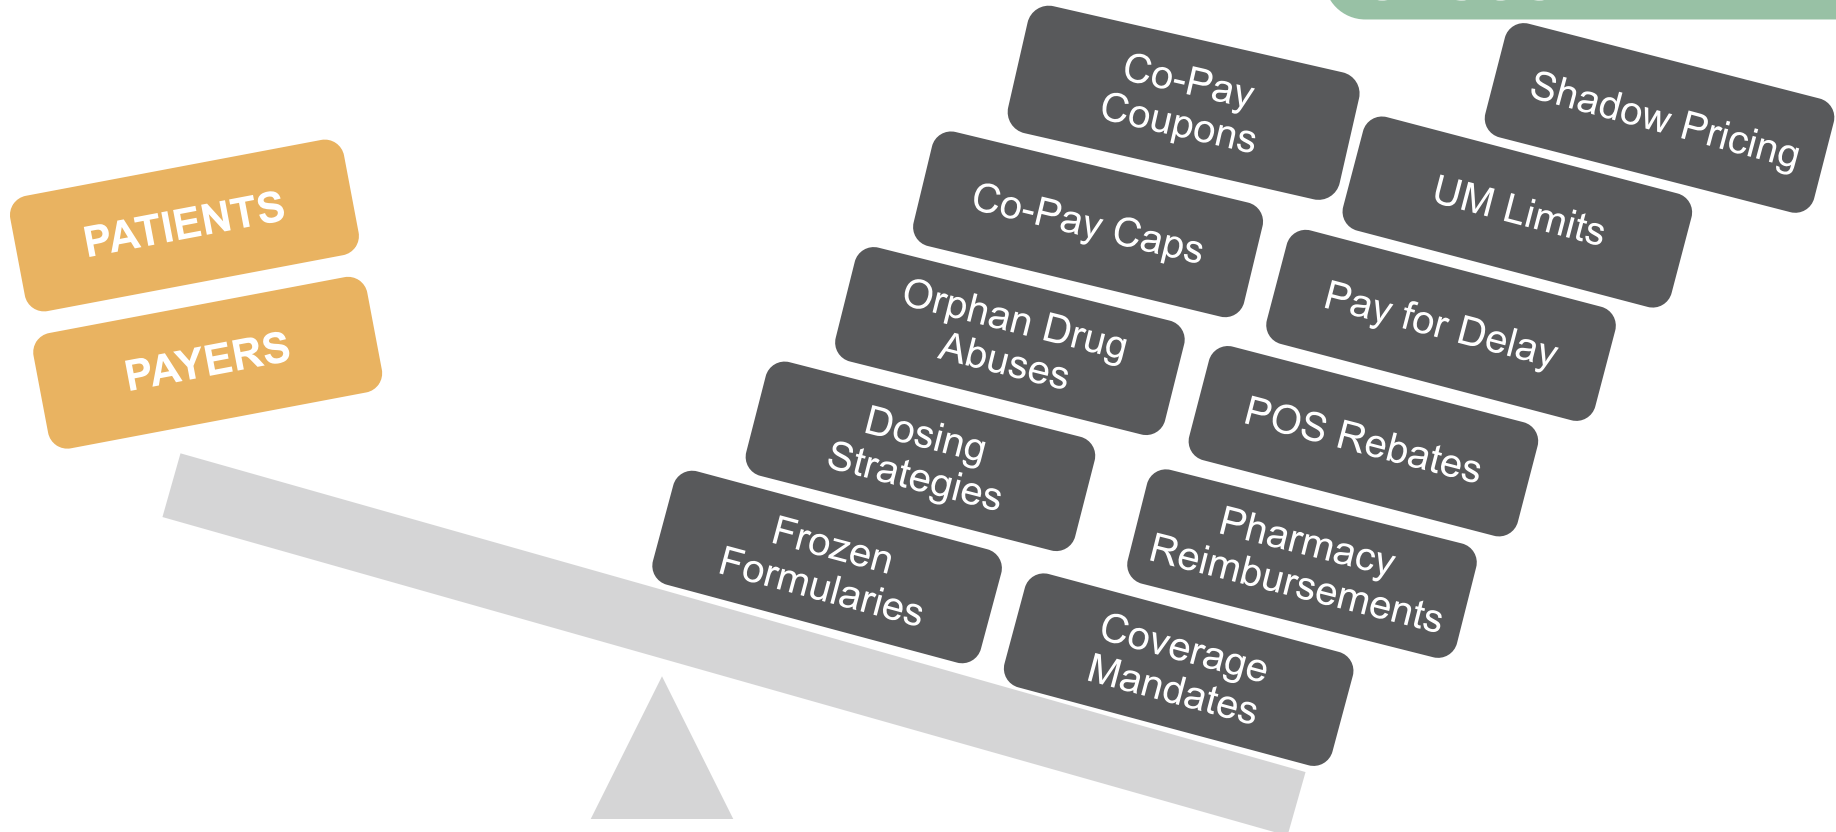 PATIENTS
PAYERS
Co-Pay
Coupons
Co-Pay Caps
Orphan Drug
Abuses
Dosing
Strategies
Frozen
Formularies
Shadow Pricing
UM Limits
Pay for Delay
POS Rebates
Pharmacy
Reimbursements
Coverage
Mandates